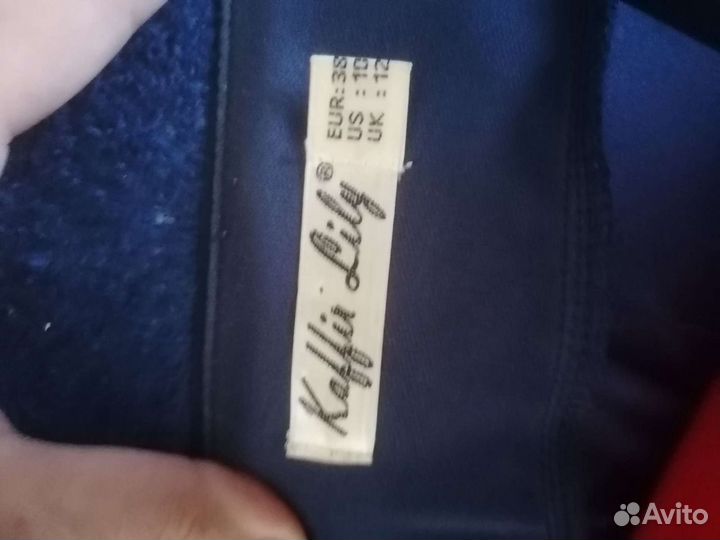 Kaffir Lily®
EUR:38
US : 10
UK : 12
Avito